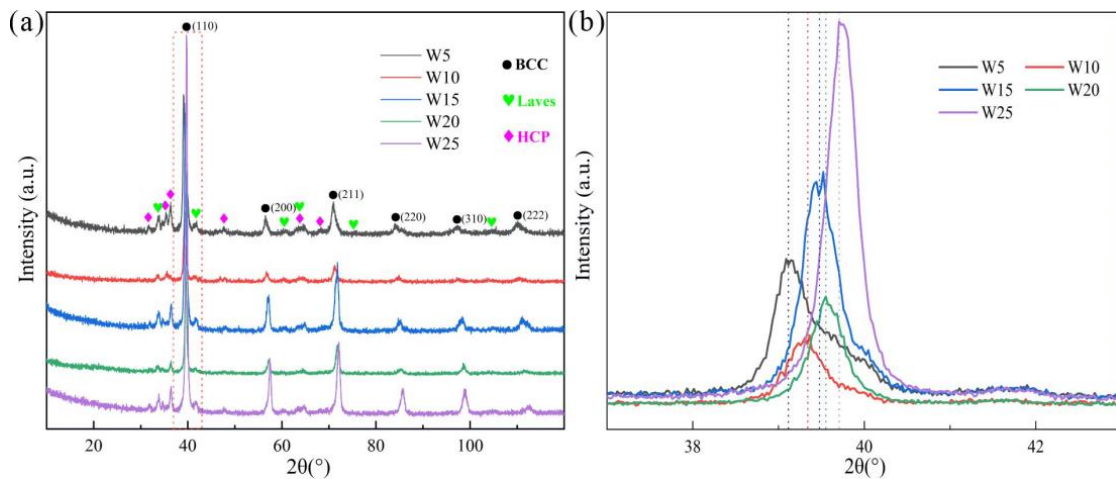 (a)
(110)
W5
W10
W15
W20
W25
BCC
Laves
HCP
(200)
(211)
(220)
(310)
(222)
Intensity (a.u.)
20 40 60 80 100
2θ(°)
(b)
W5 W10
W15 W20
W25
Intensity (a.u.)
38 40 42
2θ(°)